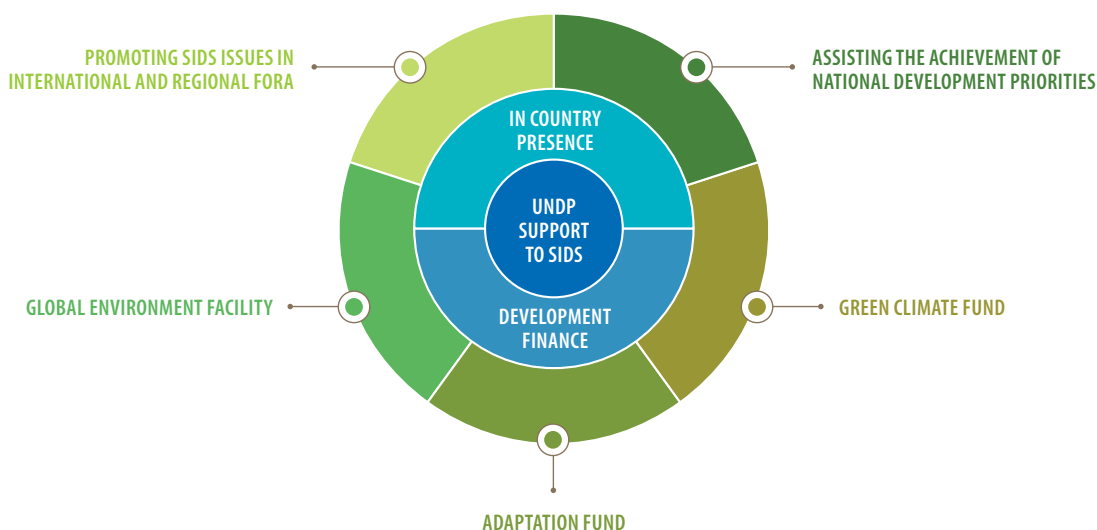 PROMOTING SIDS ISSUES IN
INTERNATIONAL AND REGIONAL FORA
ASSISTING THE ACHIEVEMENT OF
NATIONAL DEVELOPMENT PRIORITIES
IN COUNTRY
PRESENCE
UNDP
SUPPORT
TO SIDS
GLOBAL ENVIRONMENT FACILITY
DEVELOPMENT
FINANCE
GREEN CLIMATE FUND
ADAPTATION FUND